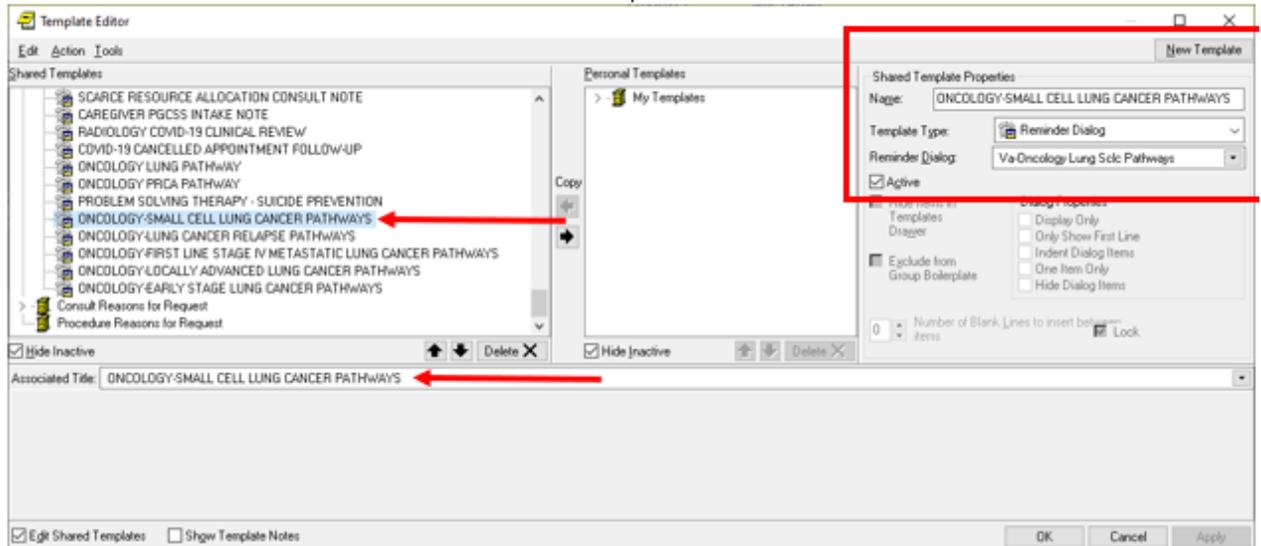 Template Editor
Edit Action Tools
New Template
Shared Templates
SCARCE RESOURCE ALLOCATION CONSULT NOTE
CAREGIVER PGCSS INTAKE NOTE
RADIOLOGY COVID-19 CLINICAL REVIEW
COVID-19 CANCELLED APPOINTMENT FOLLOW-UP
ONCOLOGY LUNG PATHWAY
ONCOLOGY PRCA PATHWAY
PROBLEM SOLVING THERAPY - SUICIDE PREVENTION
ONCOLOGY-SMALL CELL LUNG CANCER PATHWAYS
ONCOLOGY-LUNG CANCER RELAPSE PATHWAYS
ONCOLOGY-FIRST LINE STAGE IV METASTATIC LUNG CANCER PATHWAYS
ONCOLOGY-LOCALLY ADVANCED LUNG CANCER PATHWAYS
ONCOLOGY-EARLY STAGE LUNG CANCER PATHWAYS
Consult Reasons for Request
Procedure Reasons for Request
Hide Inactive
Delete
Copy
Personal Templates
My Templates
Hide Inactive
Delete
Shared Template Properties
Name: ONCOLOGY-SMALL CELL LUNG CANCER PATHWAYS
Template Type: Reminder Dialog
Reminder Dialog: Va-Oncology Lung Sclc Pathways
Active
Hide Items in
Templates
Drawer
Exclude from
Group Boilerplate
Dialog Properties
Display Only
Only Show First Line
Indent Dialog Items
One Item Only
Hide Dialog Items
0 Number of Blank Lines to insert between
items
Lock
Associated Title: ONCOLOGY-SMALL CELL LUNG CANCER PATHWAYS
Edit Shared Templates Show Template Notes
OK Cancel Apply